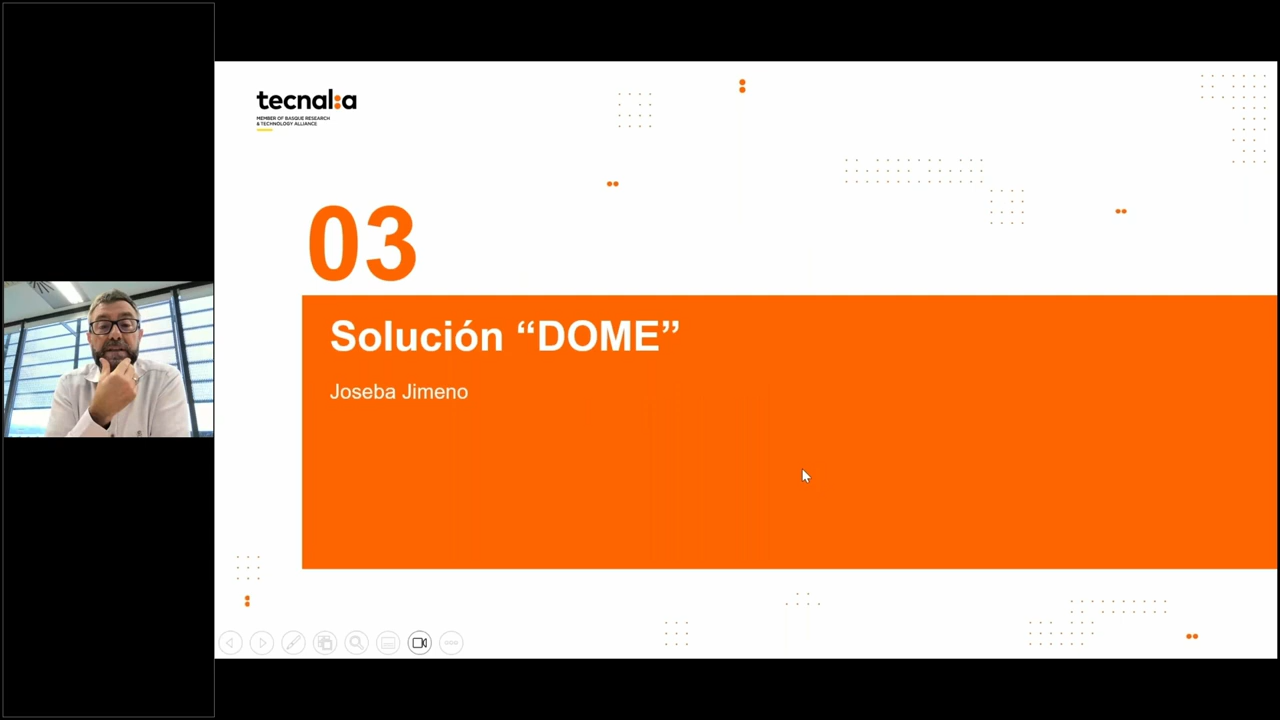 tecnalia
MEMBER OF BASQUE RESEARCH
& TECHNOLOGY ALLIANCE
03
Solución “DOME”
Joseba Jimeno